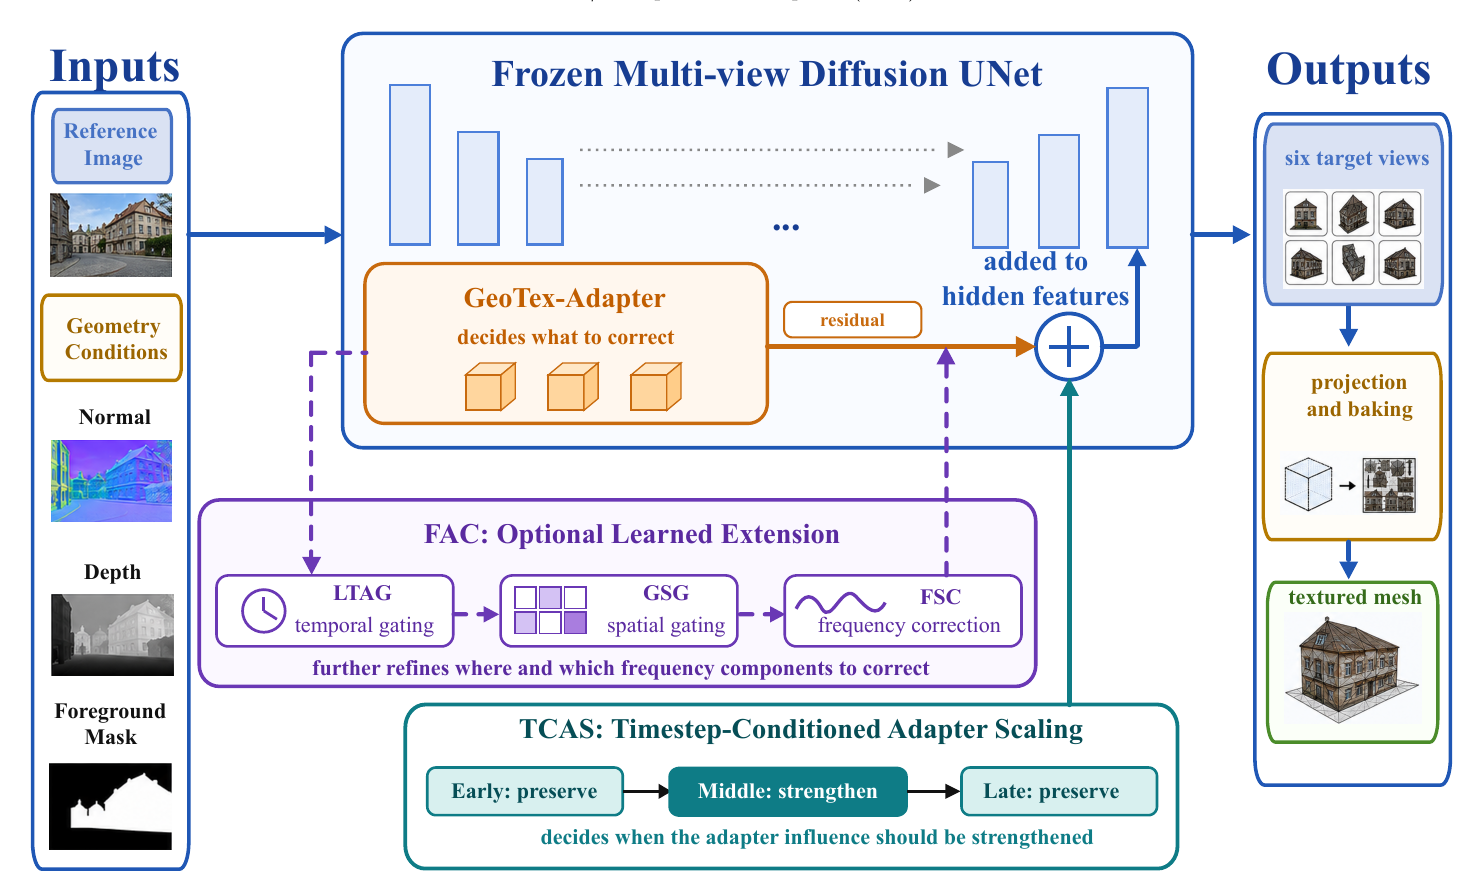 Inputs
Reference
Image
Geometry
Conditions
Normal
Depth
Foreground
Mask
Frozen Multi-view Diffusion UNet
...
GeoTex-Adapter
decides what to correct
residual
added to
hidden features
FAC: Optional Learned Extension
LTAG
temporal gating
GSG
spatial gating
FSC
frequency correction
further refines where and which frequency components to correct
TCAS: Timestep-Conditioned Adapter Scaling
Early: preserve
Middle: strengthen
Late: preserve
decides when the adapter influence should be strengthened
Outputs
six target views
projection
and baking
textured mesh